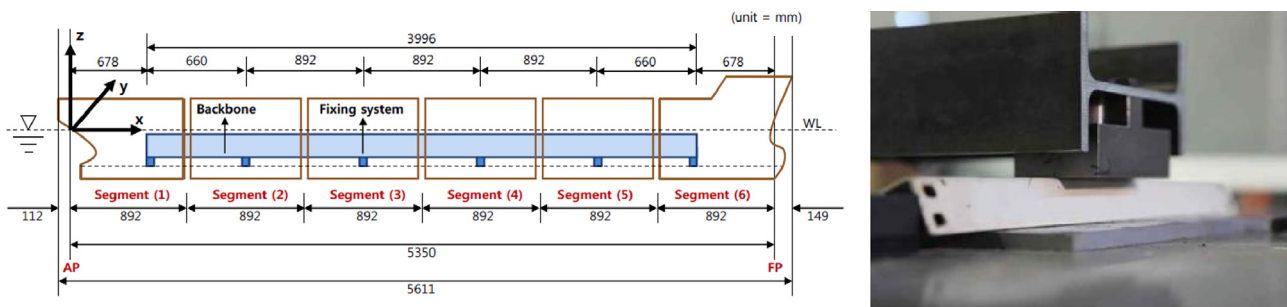 (unit = mm)
z
3996
678
660
892
892
892
660
678
y
Backbone
Fixing system
x
WL
Segment (1)
Segment (2)
Segment (3)
Segment (4)
Segment (5)
Segment (6)
112
892
892
892
892
892
892
149
5350
AP
FP
5611